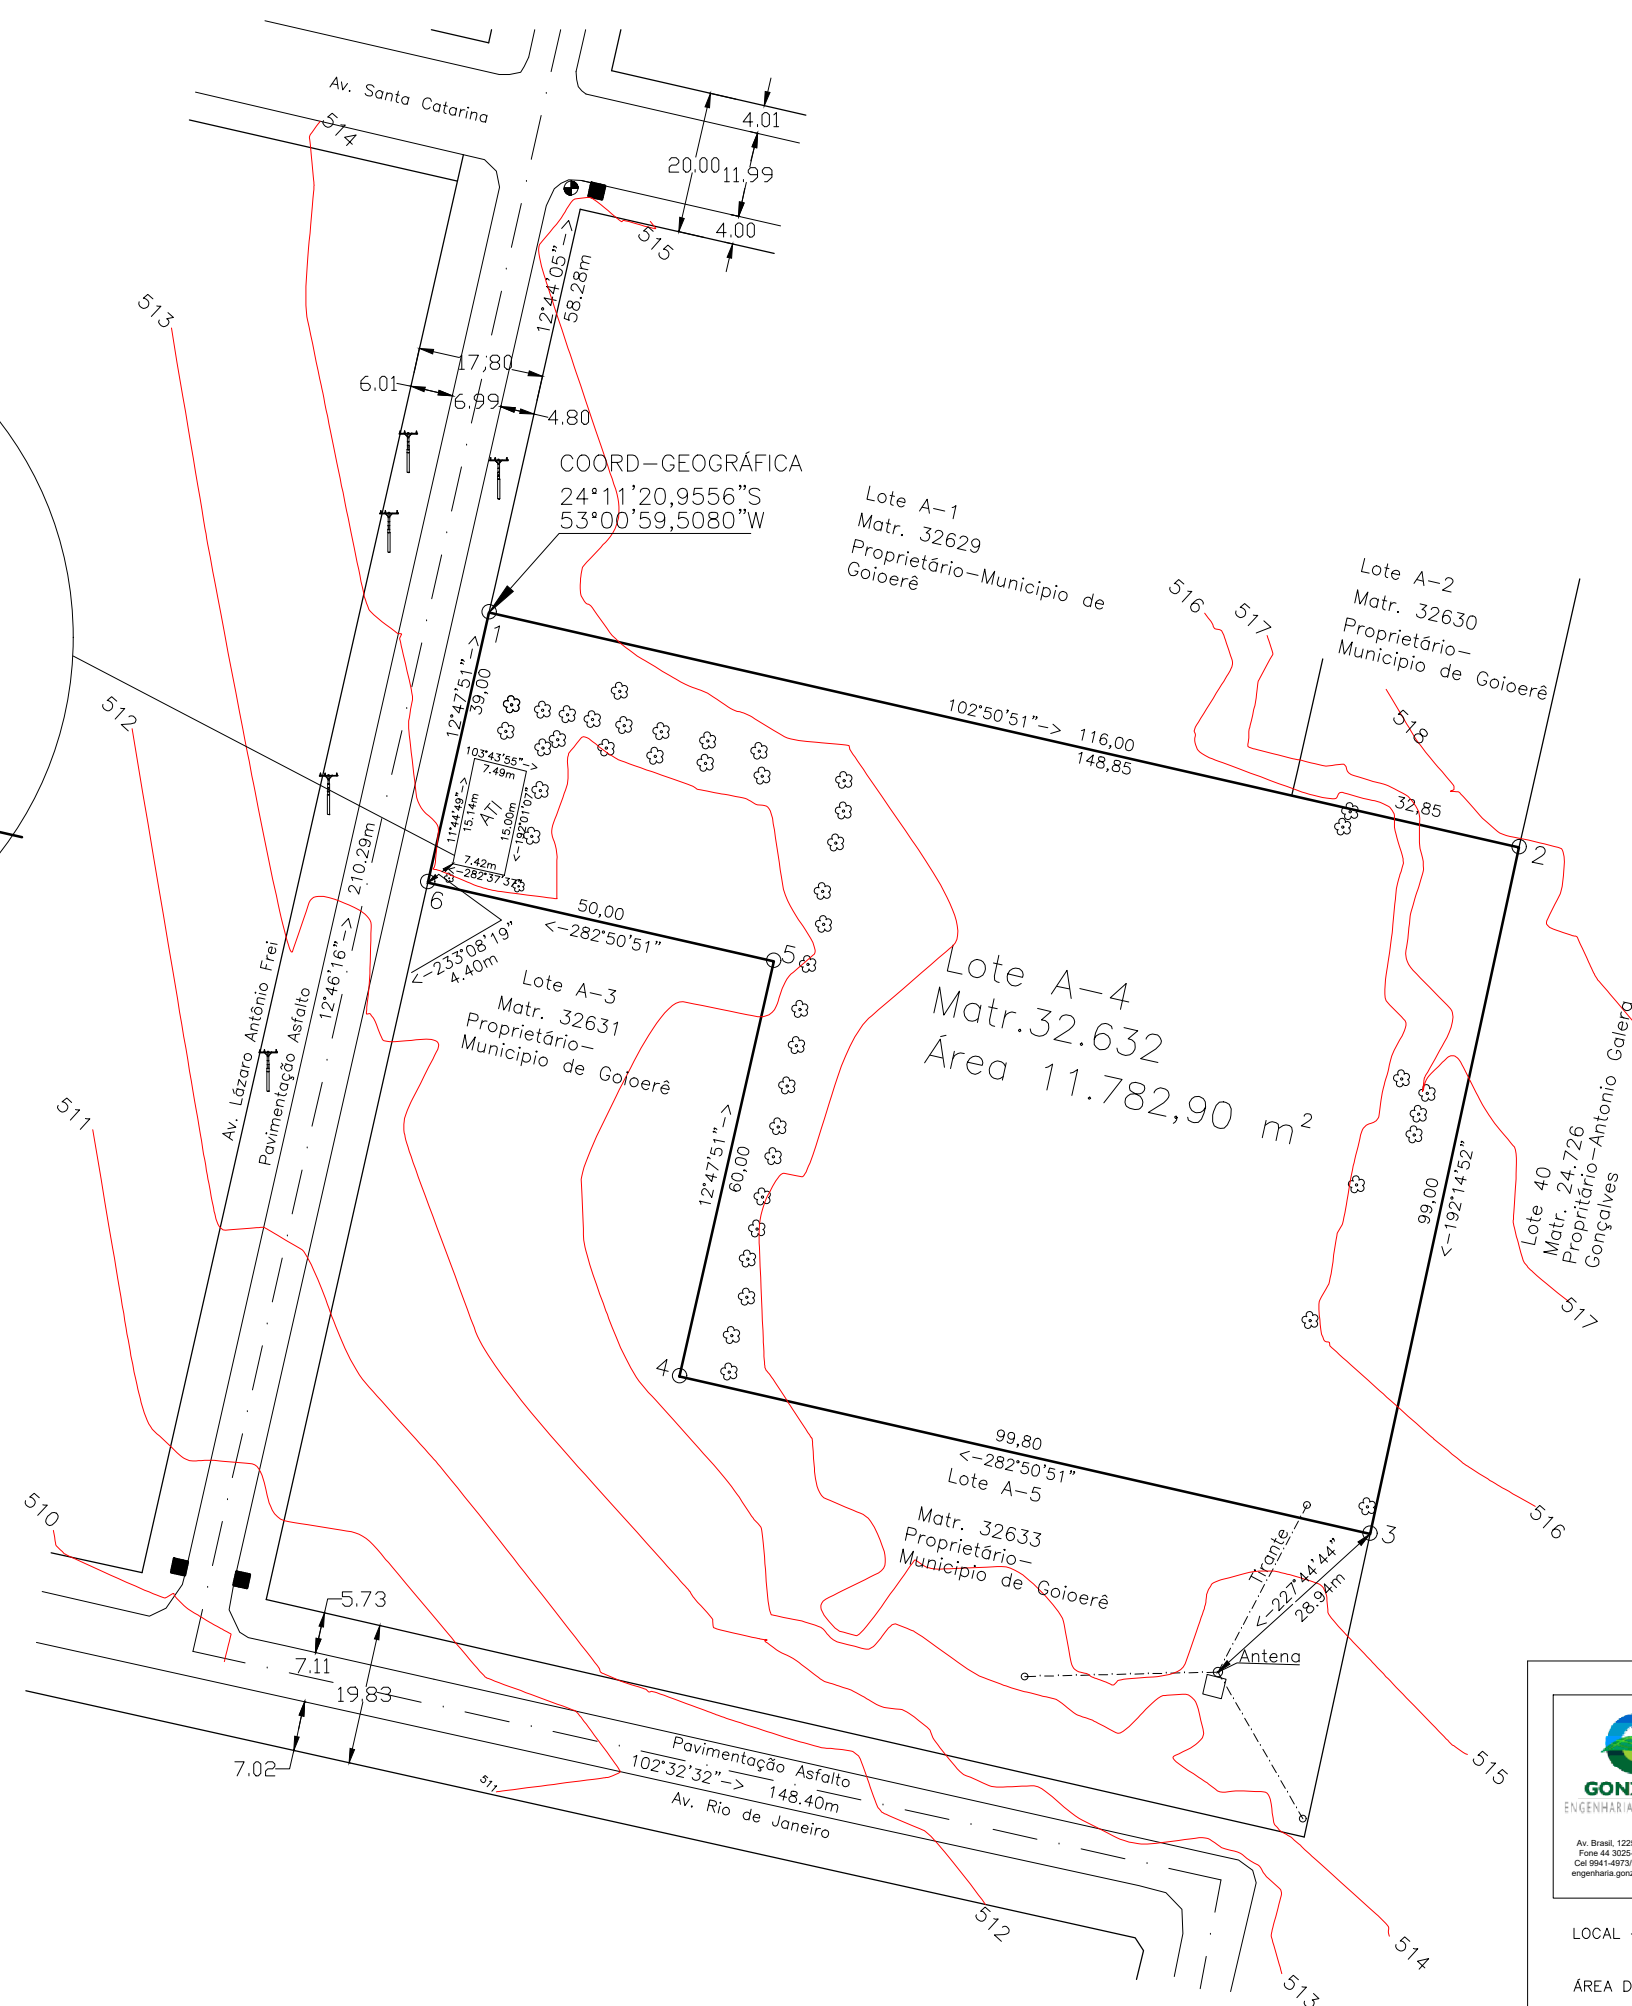 Av. Santa Catarina
514
4.01
20,00
11,99
4.00
515
12°44'05"->
58.28m
513
17,80
6.01
6,99
4.80
COORD-GEOGRÁFICA
24º11'20,9556"S
53º00'59,5080"W
Lote A-1
Matr. 32629
Proprietário-Municipio de
Goioerê
Lote A-2
Matr. 32630
Proprietário-
Municipio de Goioerê
516
517
518
1
12°47'51"->
39,00
102°50'51"->
116,00
148,85
32,85
2
512
103°43'55"->
7.49m
11°44'49"->
15.14m
ATI
15.00m
<-192°01'07"
7.42m
<-282°37'37"
6
50,00
<-282°50'51"
5
<-233°08'19"
4.40m
210.29m
12°46'16"->
Av. Lázaro Antônio Frei
Pavimentação Asfalto
Lote A-3
Matr. 32631
Proprietário-
Municipio de Goioerê
Lote A-4
Matr.32.632
Área 11.782,90 m²
511
12°47'51"->
60,00
99,00
<-192°14'52"
Lote 40
Matr. 24.726
Propritário-Antonio Galera
Gonçalves
517
4
99,80
<-282°50'51"
Lote A-5
Matr. 32633
Proprietário-
Municipio de Goioerê
3
516
510
Tirante
<-227°44'44"
28.94m
Antena
5.73
7.11
19,83
7.02
511
Pavimentação Asfalto
102°32'32"->
148.40m
Av. Rio de Janeiro
515
512
514
513
ENGENHARIA
Av. Brasil,
Fone 44
LOCAL